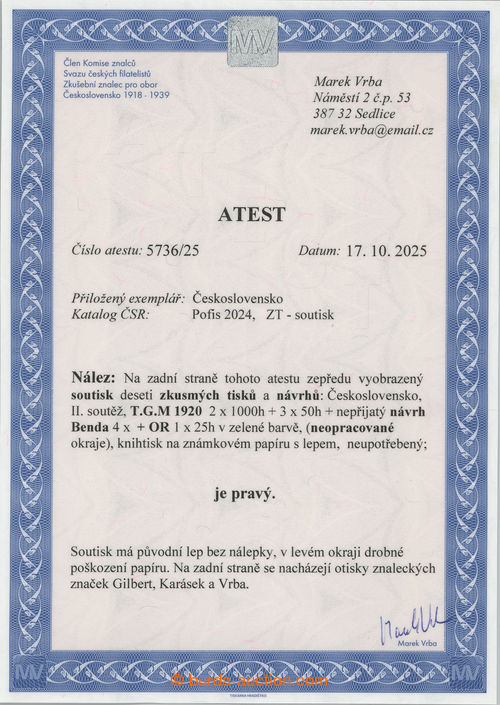 MV
Člen Komise znalců
Svazu českých filatelistů
Zkušební znalec pro obor
Československo 1918 - 1939
Marek Vrba
Náměstí 2 č.p. 53
387 32 Sedlice
marek.vrba@email.cz
ATEST
Číslo atestu: 5736/25
Datum: 17. 10. 2025
Přiložený exemplář: Československo
Katalog ČSR: Pofis 2024, ZT - soutisk
Nález: Na zadní straně tohoto atestu zepředu vyobrazený
soutisk deseti zkusmých tisků a návrhů: Československo,
II. soutěž, T.G.M 1920 2 x 1000h + 3 x 50h + nepřijatý návrh
Benda 4 x + OR 1 x 25h v zelené barvě, (neopracované
okraje), knihtisk na známkovém papíru s lepem, neupotřebený;
je pravý.
Soutisk má původní lep bez nálepky, v levém okraji drobné
poškození papíru. Na zadní straně se nacházejí otisky znaleckých
značek Gilbert, Karásek a Vrba.
Marek Vrba
MV
MV
© burda-auction.com